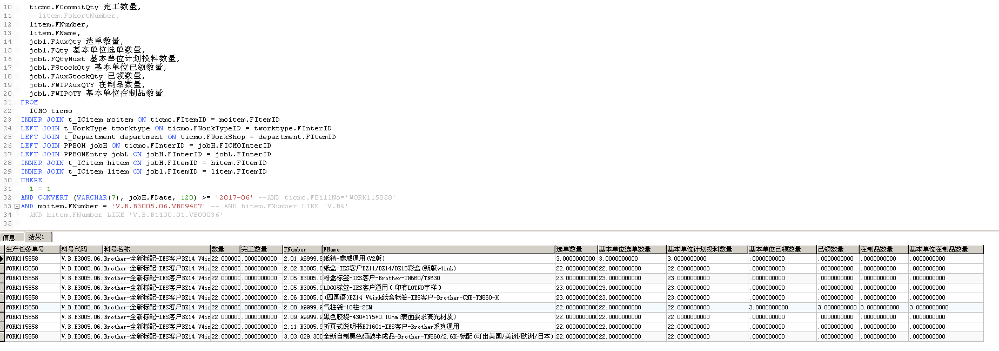 10 ticmo.FCommitQty 完工数量,
11 --litem.FshortNumber,
12 litem.FNumber,
13 litem.FName,
14 jobl.FAuxQty 选单数量,
15 jobl.FQty 基本单位选单数量,
16 jobL.FQtyMust 基本单位计划投料数量,
17 jobL.FStockQty 基本单位已领数量,
18 jobL.FAuxStockQty 已领数量,
19 jobL.FWIPAuxQTY 在制品数量,
20 jobL.FWIPQTY 基本单位在制品数量
21 FROM
22 ICMO ticmo
23 INNER JOIN t_ICitem moitem ON ticmo.FItemID = moitem.FItemID
24 LEFT JOIN t_WorkType tworktype ON ticmo.FWorkTypeID = tworktype.FInterID
25 LEFT JOIN t_Department department ON ticmo.FWorkShop = department.FItemID
26 LEFT JOIN PPBOM jobH ON ticmo.FInterID = jobH.FICMOInterID
27 LEFT JOIN PPBOMEntry jobL ON jobH.FInterID = jobL.FInterID
28 INNER JOIN t_ICitem hitem ON jobH.FItemID = hitem.FItemID
29 INNER JOIN t_ICitem litem ON jobl.FItemID = litem.FItemID
30 WHERE
31 1 = 1
32 AND CONVERT (VARCHAR(7), jobH.FDate, 120) >= '2017-06' --AND ticmo.FBillNo='WORK115858'
33 AND moitem.FNumber = 'V.B.B3005.06.VB09407' -- AND hitem.FNumber LIKE 'V.B%'
34 --AND hitem.FNumber LIKE 'V.B.B1100.01.VB00036'
35
信息 结果1
生产任务单号 料号代码 料号名称 数量 完工数量 FNumber FName 选单数量 基本单位选单数量 基本单位计划投料数量 基本单位已领数量 已领数量 在制品数量 基本单位在制品数量
WORK115858 V.B.B3005.06. Brother-全新标配-IES客户BZ14 V4ir 22.000000 .0000000000 2.01.A9999.9 纸箱-鑫威通用(V2版) 3.0000000000 3.0000000000 3.0000000000 .0000000000 .0000000000 .0000000000 .0000000000
WORK115858 V.B.B3005.06. Brother-全新标配-IES客户BZ14 V4ir 22.000000 .0000000000 2.02.B3005.0 纸盒-IES客户BZ11/BZ14/BZ15彩盒(新版v4ink) 22.0000000000 22.0000000000 22.0000000000 .0000000000 .0000000000 .0000000000 .0000000000
WORK115858 V.B.B3005.06. Brother-全新标配-IES客户BZ14 V4ir 22.000000 .0000000000 2.05.B3005.0 粉盒标签-IES客户-Brother-TN660/TN630 23.0000000000 23.0000000000 23.0000000000 .0000000000 .0000000000 .0000000000 .0000000000
WORK115858 V.B.B3005.06. Brother-全新标配-IES客户BZ14 V4ir 22.000000 .0000000000 2.05.B3005.9 LOGO标签-IES客户通用（印有LOTNO字样） 23.0000000000 23.0000000000 23.0000000000 .0000000000 .0000000000 .0000000000 .0000000000
WORK115858 V.B.B3005.06. Brother-全新标配-IES客户BZ14 V4ir 22.000000 .0000000000 2.06.B3005.0 (四国语)BZ14 V4ink纸盒标签-IES客户-Brother-CNB-TN660-H 23.0000000000 23.0000000000 23.0000000000 .0000000000 .0000000000 .0000000000 .0000000000
WORK115858 V.B.B3005.06. Brother-全新标配-IES客户BZ14 V4ir 22.000000 .0000000000 2.08.A9999.9 气柱袋-10柱-2CM 22.0000000000 22.0000000000 22.0000000000 3.0000000000 3.0000000000 3.0000000000 3.0000000000
WORK115858 V.B.B3005.06. Brother-全新标配-IES客户BZ14 V4ir 22.000000 .0000000000 2.09.A9999.9 黑色胶袋-430*175*0.10mm(表面要求高光材质) 22.0000000000 22.0000000000 22.0000000000 .0000000000 .0000000000 .0000000000 .0000000000
WORK115858 V.B.B3005.06. Brother-全新标配-IES客户BZ14 V4ir 22.000000 .0000000000 2.11.B3005.9 折页式说明书BT1601-IES客户-Brother系列通用 22.0000000000 22.0000000000 22.0000000000 .0000000000 .0000000000 .0000000000 .0000000000
WORK115858 V.B.B3005.06. Brother-全新标配-IES客户BZ14 V4ir 22.000000 .0000000000 3.03.029.300 全新自制黑色硒鼓半成品-Brother-TN660/2.6K-标配(可出美国/美洲/欧洲/日本) 22.0000000000 22.0000000000 22.0000000000 .0000000000 .0000000000 .0000000000 .0000000000